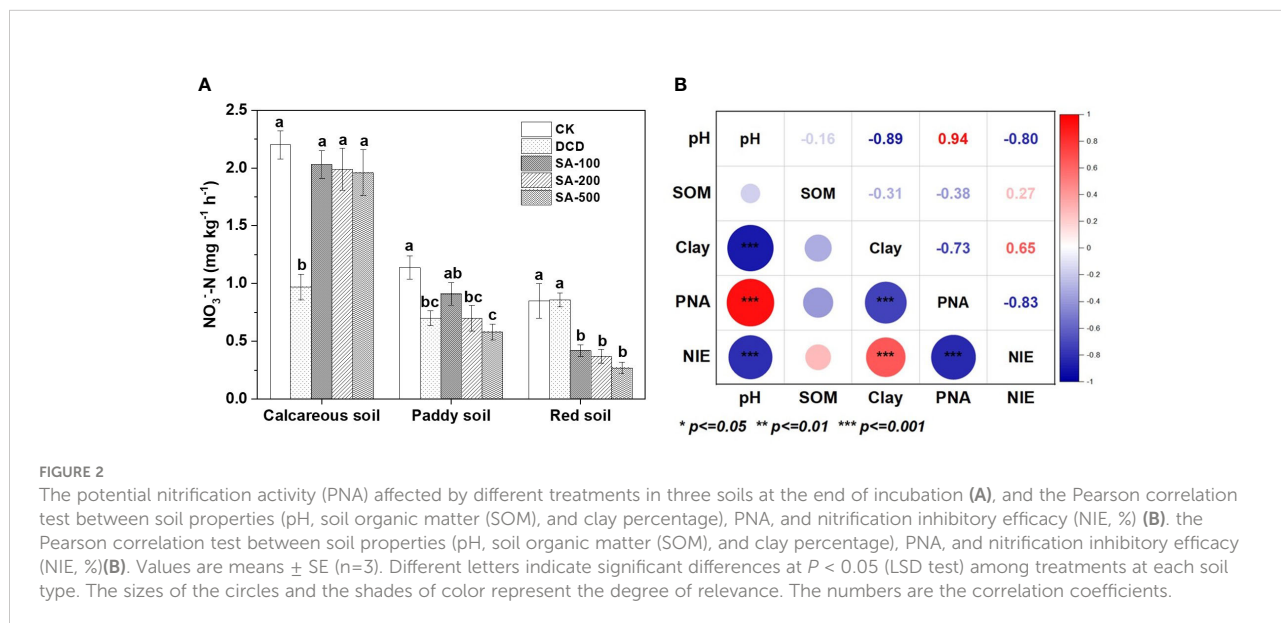 A
2.5
2.0
1.5
1.0
0.5
0.0
NO₃⁻-N (mg kg⁻¹ h⁻¹)
CK
DCD
SA-100
SA-200
SA-500
a
b
a
a
a
a
bc
ab
bc
c
a
a
b
b
b
Calcareous soil
Paddy soil
Red soil
B
pH pH -0.16 -0.89 0.94 -0.80
SOM SOM -0.31 -0.38 0.27
Clay *** Clay -0.73 0.65
PNA *** *** PNA -0.83
NIE *** *** *** NIE
pH SOM Clay PNA NIE
1
0.8
0.6
0.4
0.2
0
-0.2
-0.4
-0.6
-0.8
-1
* p<=0.05 ** p<=0.01 *** p<=0.001
FIGURE 2
The potential nitrification activity (PNA) affected by different treatments in three soils at the end of incubation (A), and the Pearson correlation
test between soil properties (pH, soil organic matter (SOM), and clay percentage), PNA, and nitrification inhibitory efficacy (NIE, %) (B). the
Pearson correlation test between soil properties (pH, soil organic matter (SOM), and clay percentage), PNA, and nitrification inhibitory efficacy
(NIE, %)(B). Values are means ± SE (n=3). Different letters indicate significant differences at P < 0.05 (LSD test) among treatments at each soil
type. The sizes of the circles and the shades of color represent the degree of relevance. The numbers are the correlation coefficients.